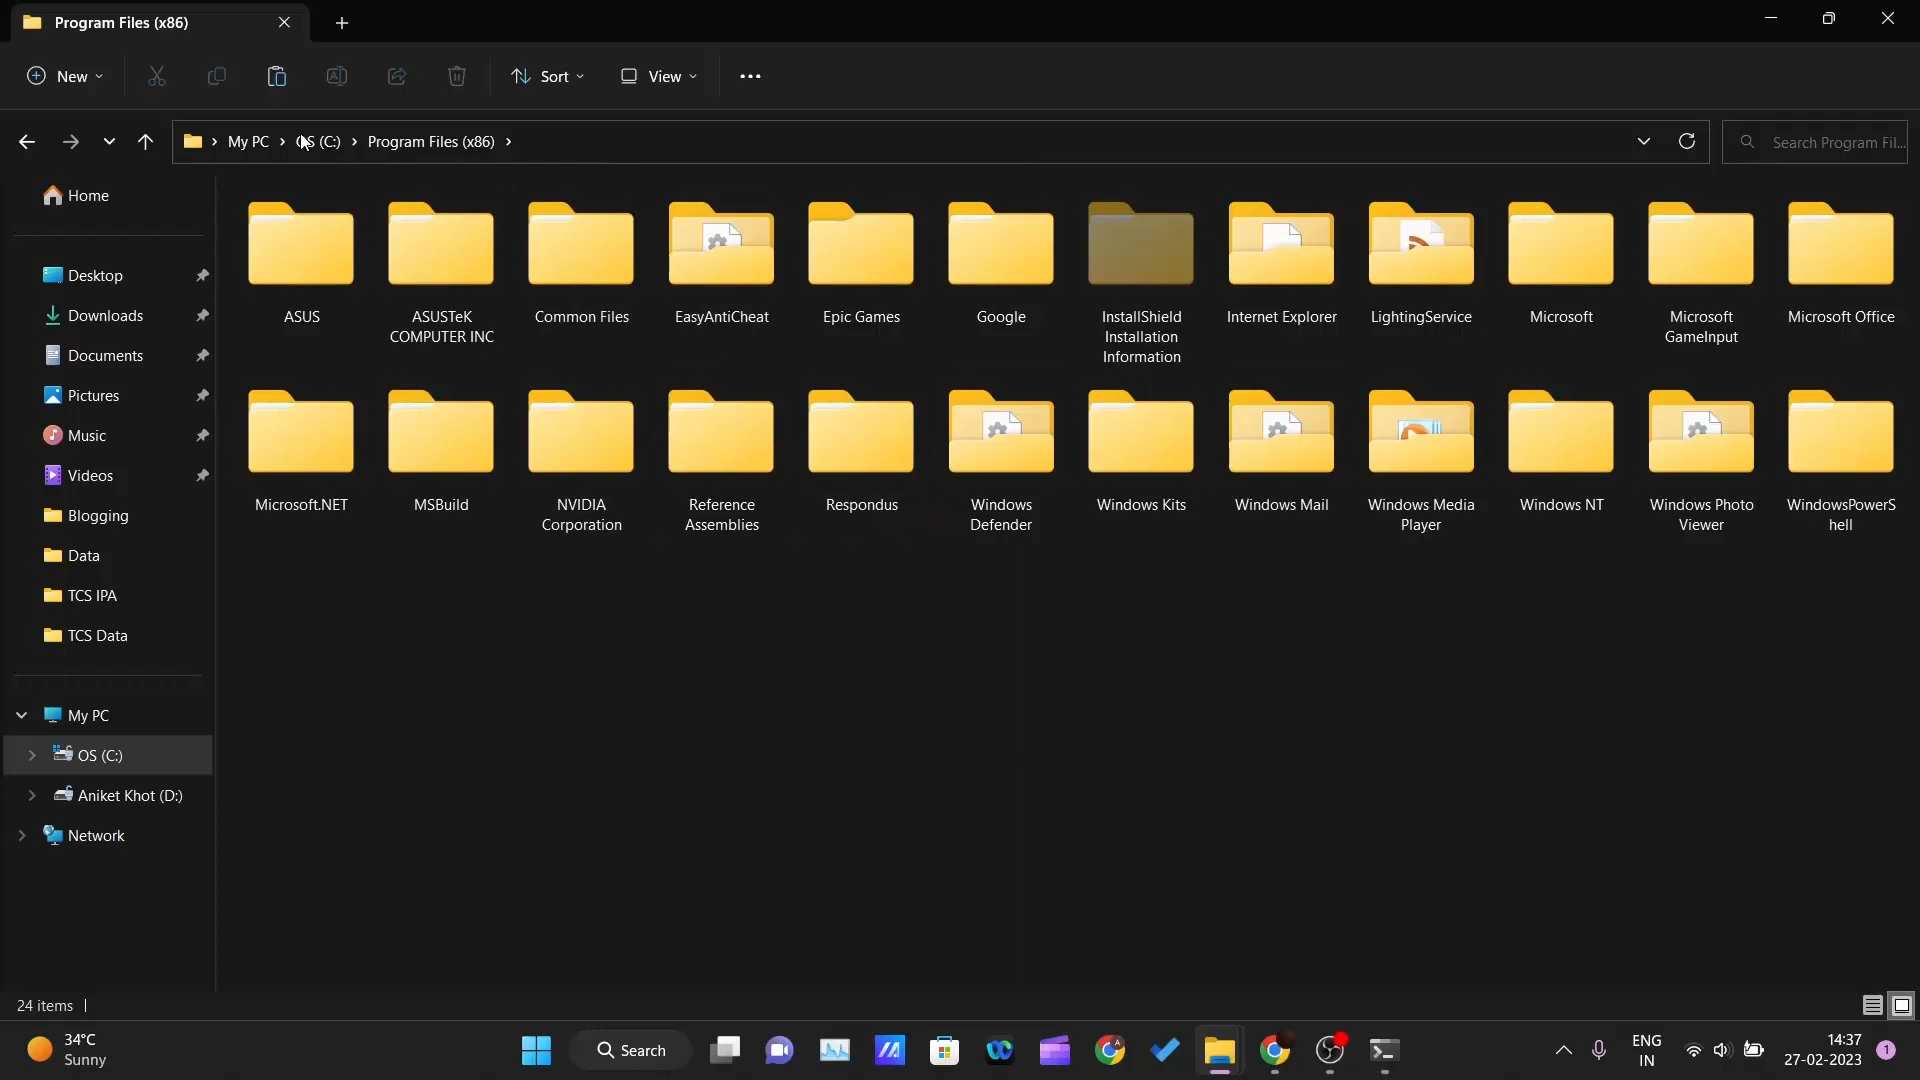 Program Files (x86)
New
Sort
View
My PC
(C:)
Program Files (x86)
Search Program Fil...
Home
Desktop
Downloads
Documents
Pictures
Music
Videos
Blogging
Data
TCS IPA
TCS Data
My PC
OS (C:)
Aniket Khot (D:)
Network
ASUS
ASUSTeK
COMPUTER INC
Common Files
EasyAntiCheat
Epic Games
Google
InstallShield
Installation
Information
Internet Explorer
LightingService
Microsoft
Microsoft
GameInput
Microsoft Office
Microsoft.NET
MSBuild
NVIDIA
Corporation
Reference
Assemblies
Respondus
Windows
Defender
Windows Kits
Windows Mail
Windows Media
Player
Windows NT
Windows Photo
Viewer
WindowsPowerS
hell
24 items
34°C
Sunny
Search
ENG
IN
14:37
27-02-2023
1